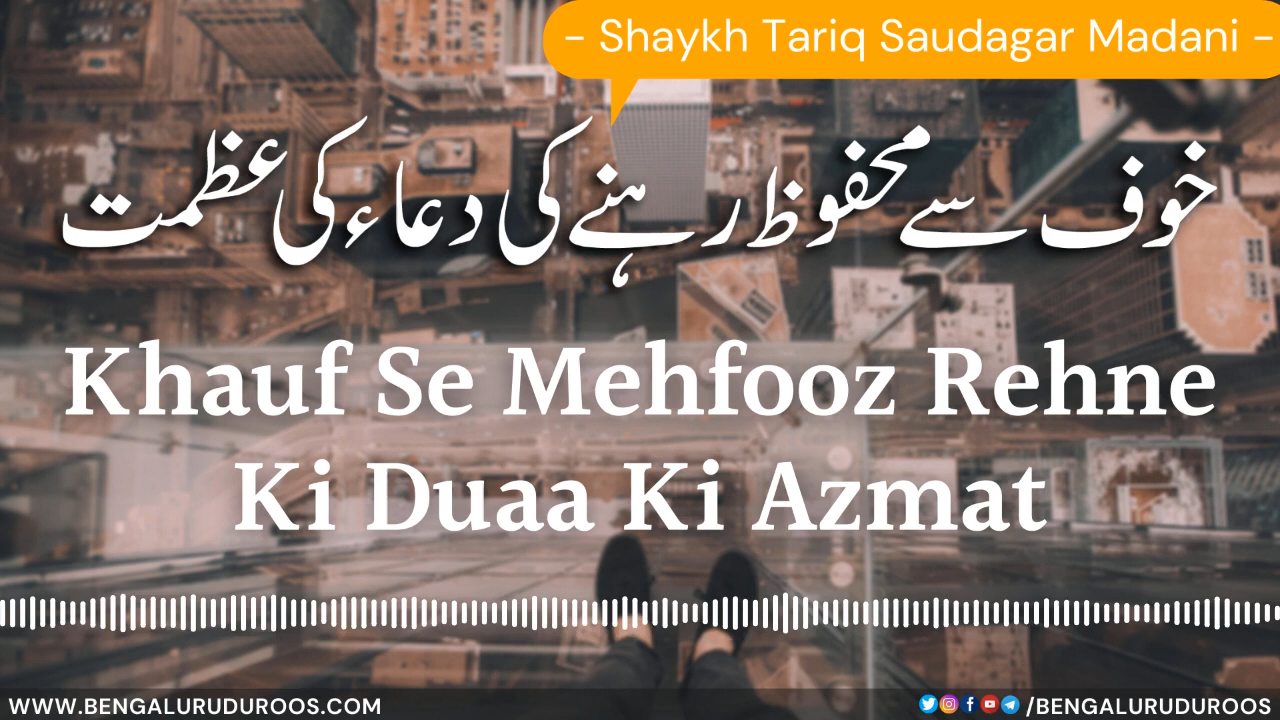 - Shaykh Tariq Saudagar Madani -
خوف سے محفوظ رہنے کی دعاء کی عظمت
Khauf Se Mehfooz Rehne
Ki Duaa Ki Azmat
WWW.BENGALURUDUROOS.COM
/BENGALURUDUROOS